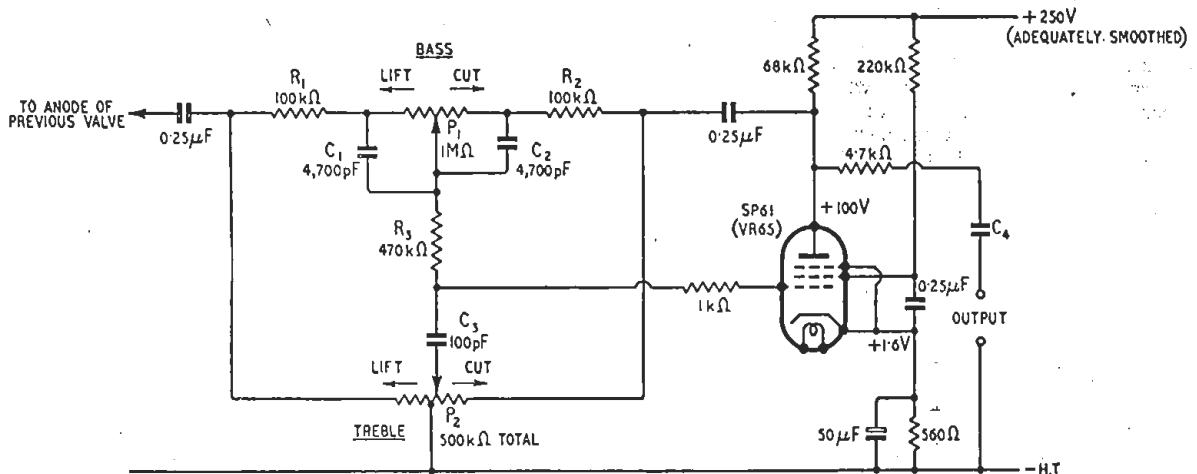 +250V
(ADEQUATELY SMOOTHED)
BASS
LIFT
CUT
R1
100kΩ
R2
100kΩ
68kΩ
220kΩ
TO ANODE OF
PREVIOUS VALVE
0·25μF
P1
1MΩ
C1
4,700pF
C2
4,700pF
0·25μF
4·7kΩ
SP61
(VR65)
+100V
C4
R3
470kΩ
1kΩ
0·25μF
OUTPUT
+1·6V
C3
100pF
LIFT
CUT
P2
500kΩ TOTAL
TREBLE
50μF
560Ω
-H.T